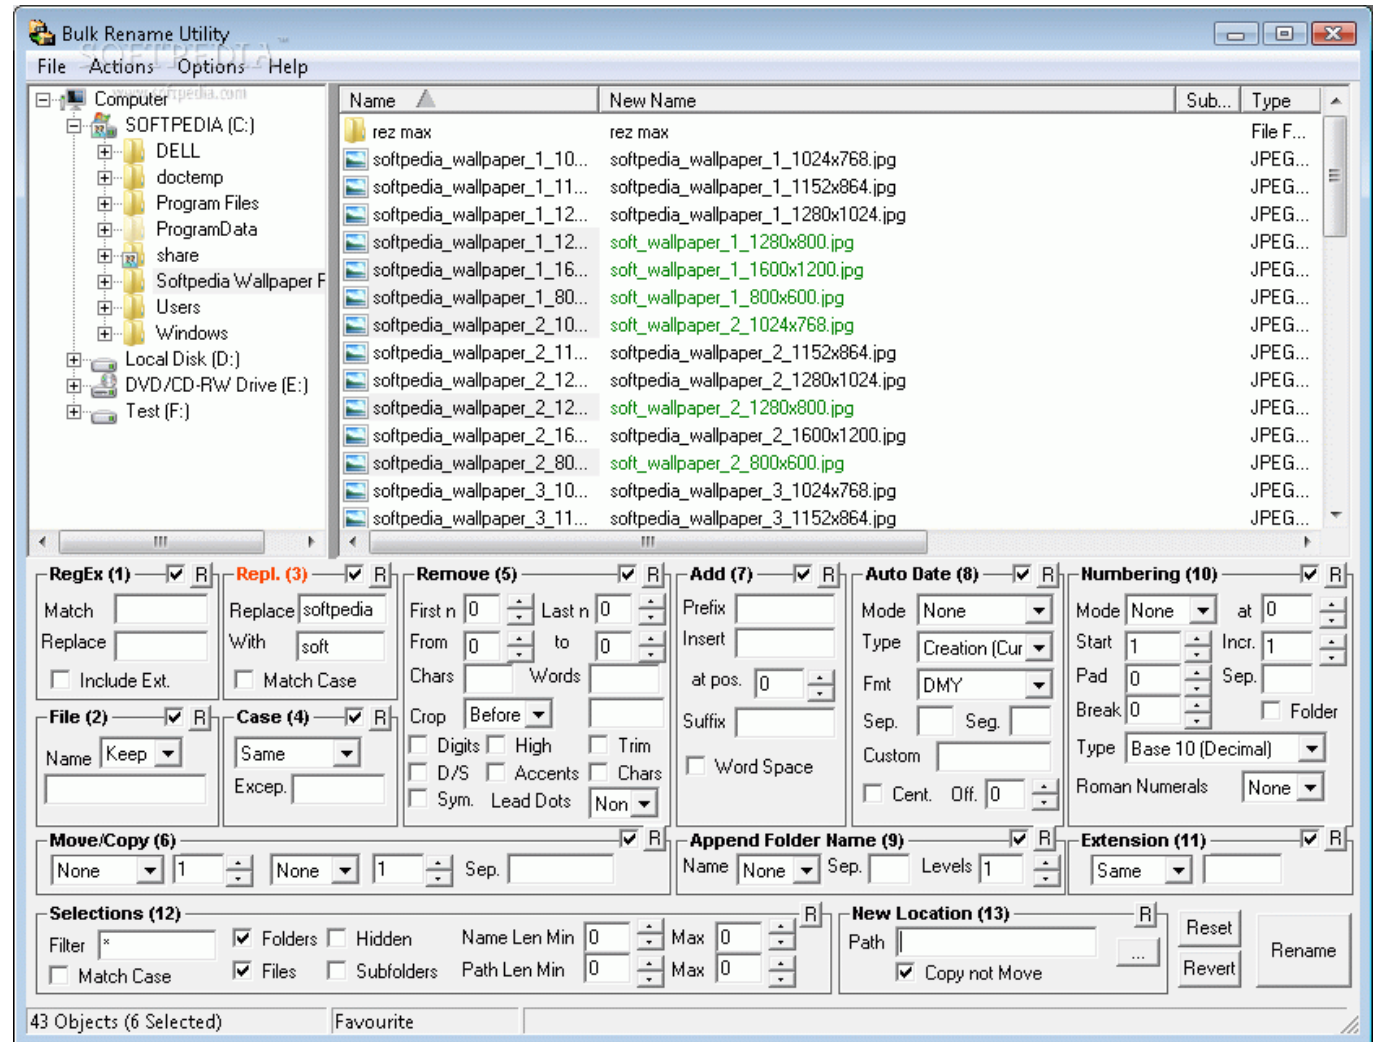 Bulk Rename Utility
SOFTPEDIA
www.softpedia.com
File Actions Options Help
Computer
SOFTPEDIA (C:)
DELL
doctemp
Program Files
ProgramData
share
Softpedia Wallpaper F
Users
Windows
Local Disk (D:)
DVD/CD-RW Drive (E:)
Test (F:)
Name New Name Sub... Type
rez max rez max File F...
softpedia_wallpaper_1_10... softpedia_wallpaper_1_1024x768.jpg JPEG...
softpedia_wallpaper_1_11... softpedia_wallpaper_1_1152x864.jpg JPEG...
softpedia_wallpaper_1_12... softpedia_wallpaper_1_1280x1024.jpg JPEG...
softpedia_wallpaper_1_12... soft_wallpaper_1_1280x800.jpg JPEG...
softpedia_wallpaper_1_16... soft_wallpaper_1_1600x1200.jpg JPEG...
softpedia_wallpaper_1_80... soft_wallpaper_1_800x600.jpg JPEG...
softpedia_wallpaper_2_10... soft_wallpaper_2_1024x768.jpg JPEG...
softpedia_wallpaper_2_11... softpedia_wallpaper_2_1152x864.jpg JPEG...
softpedia_wallpaper_2_12... softpedia_wallpaper_2_1280x1024.jpg JPEG...
softpedia_wallpaper_2_12... soft_wallpaper_2_1280x800.jpg JPEG...
softpedia_wallpaper_2_16... softpedia_wallpaper_2_1600x1200.jpg JPEG...
softpedia_wallpaper_2_80... soft_wallpaper_2_800x600.jpg JPEG...
softpedia_wallpaper_3_10... softpedia_wallpaper_3_1024x768.jpg JPEG...
softpedia_wallpaper_3_11... softpedia_wallpaper_3_1152x864.jpg JPEG...
RegEx (1) R
Match
Replace
Include Ext.
Repl. (3) R
Replace softpedia
With soft
Match Case
File (2) R
Name Keep
Case (4) R
Same
Excep.
Remove (5) R
First n 0 Last n 0
From 0 to 0
Chars Words
Crop Before
Digits High Trim
D/S Accents Chars
Sym. Lead Dots Non
Add (7) R
Prefix
Insert
at pos. 0
Suffix
Word Space
Auto Date (8) R
Mode None
Type Creation (Cur
Fmt DMY
Sep. Seg.
Custom
Cent. Off. 0
Numbering (10) R
Mode None at 0
Start 1 Incr. 1
Pad 0 Sep.
Break 0 Folder
Type Base 10 (Decimal)
Roman Numerals None
Move/Copy (6) R
None 1 None 1 Sep.
Append Folder Name (9) R
Name None Sep. Levels 1
Extension (11) R
Same
Selections (12) R
Filter * Folders Hidden Name Len Min 0 Max 0
Match Case Files Subfolders Path Len Min 0 Max 0
New Location (13) R
Path ...
Copy not Move
Reset
Revert
Rename
43 Objects (6 Selected) Favourite